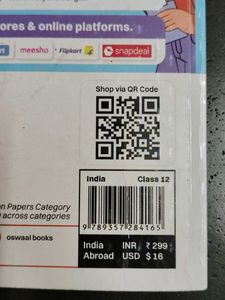 ores & online platforms.
rt meesho Flipkart snapdeal
Shop via QR Code
India Class 12
9 789357 284165
n Papers Category
across categories
oswaal books
India INR ₹ 299
Abroad USD $ 16